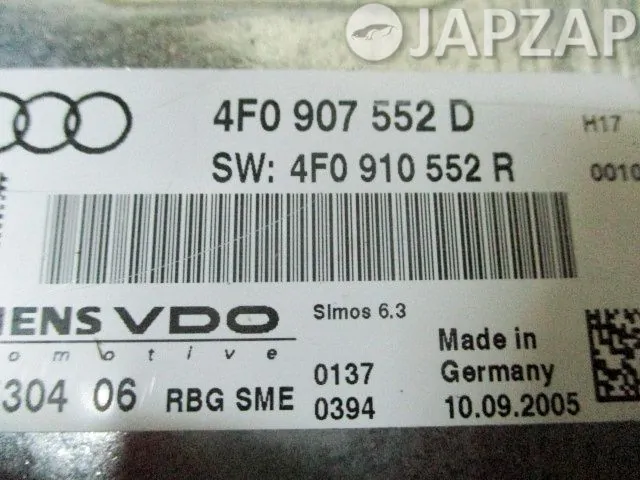 JAPZAP
4F0 907 552 D H17
SW: 4F0 910 552 R 0010
ENS VDO Simos 6.3
omotive Made in
0137 Germany
304 06 RBG SME 0394 10.09.2005